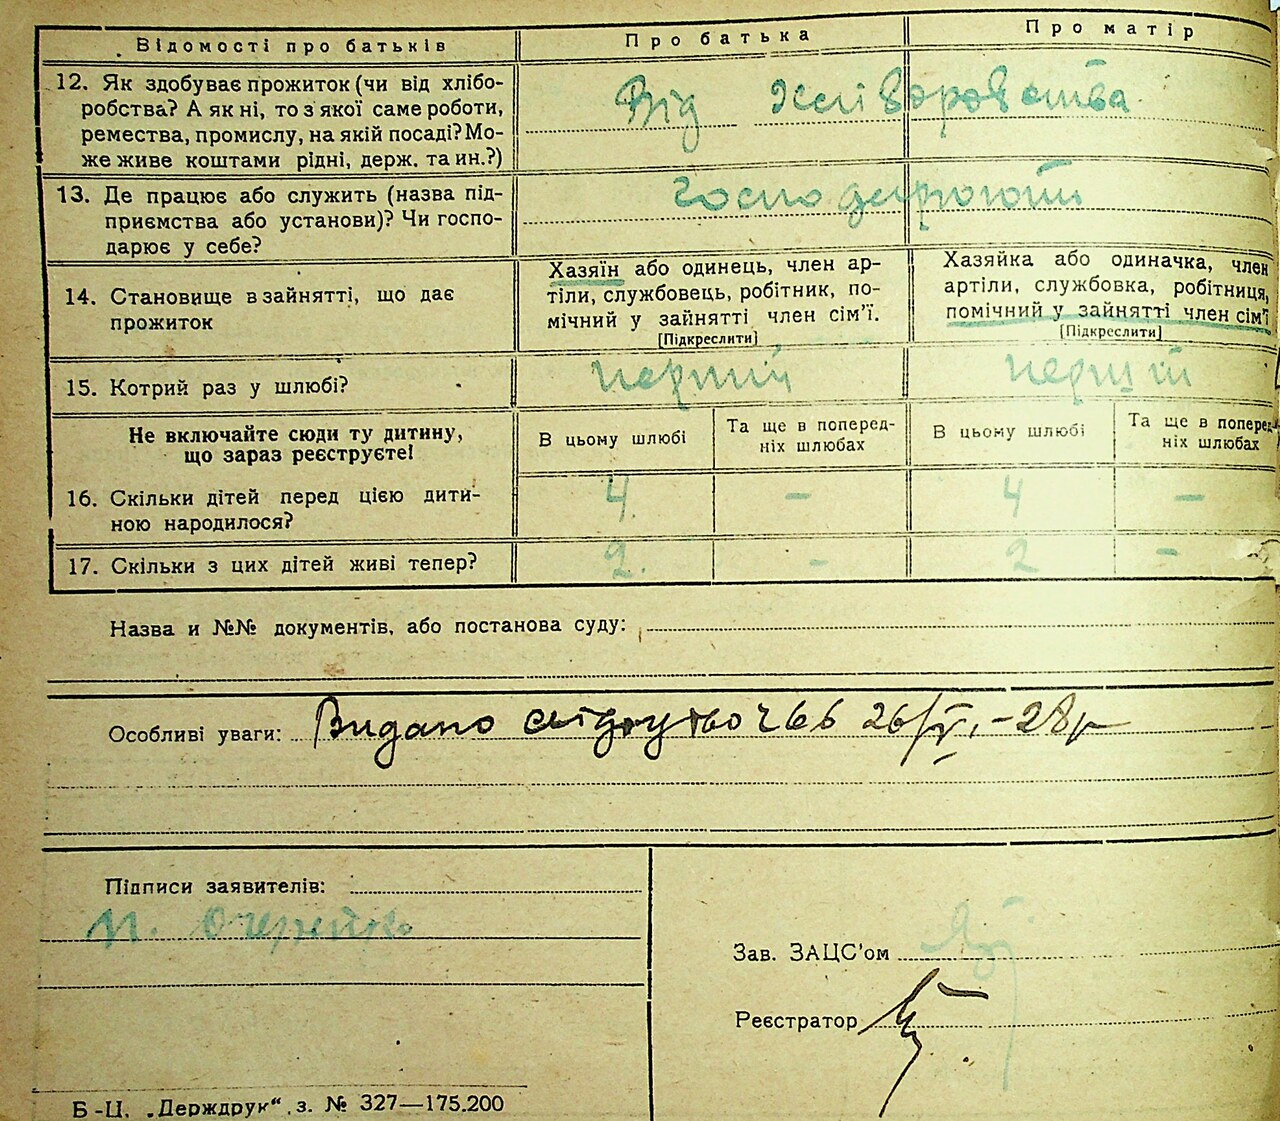 Відомості про батьків
Про батька
Про матір
12. Як здобуває прожиток (чи від хлібо-
робства? А як ні, то з якої саме роботи,
ремества, промислу, на якій посаді? Мо-
же живе коштами рідні, держ. та ин.?)
Від Хліборобства
13. Де працює або служить (назва під-
приємства або установи)? Чи госпо-
дарює у себе?
14. Становище в зайнятті, що дає
прожиток
Хазяїн або одинець, член ар-
тіли, службовець, робітник, по-
мічний у зайнятті член сім'ї.
[Підкреслити]
Хазяйка або одиначка, член
артіли, службовка, робітниця,
помічний у зайнятті член сім'ї
[Підкреслити]
15. Котрий раз у шлюбі?
перший
перший
Не включайте сюди ту дитину,
що зараз реєструєте!
В цьому шлюбі
Та ще в поперед-
ніх шлюбах
В цьому шлюбі
Та ще в поперед-
ніх шлюбах
16. Скільки дітей перед цією дити-
ною народилося?
4
–
4
–
17. Скільки з цих дітей живі тепер?
2
–
2
–
Назва и №№ документів, або постанова суду:
Особливі уваги: Видано свідоцтво 26/V.-28р
Підписи заявителів:
Зав. ЗАЦС'ом
Реєстратор
Б-Ц. „Держдрук“, з. № 327—175.200